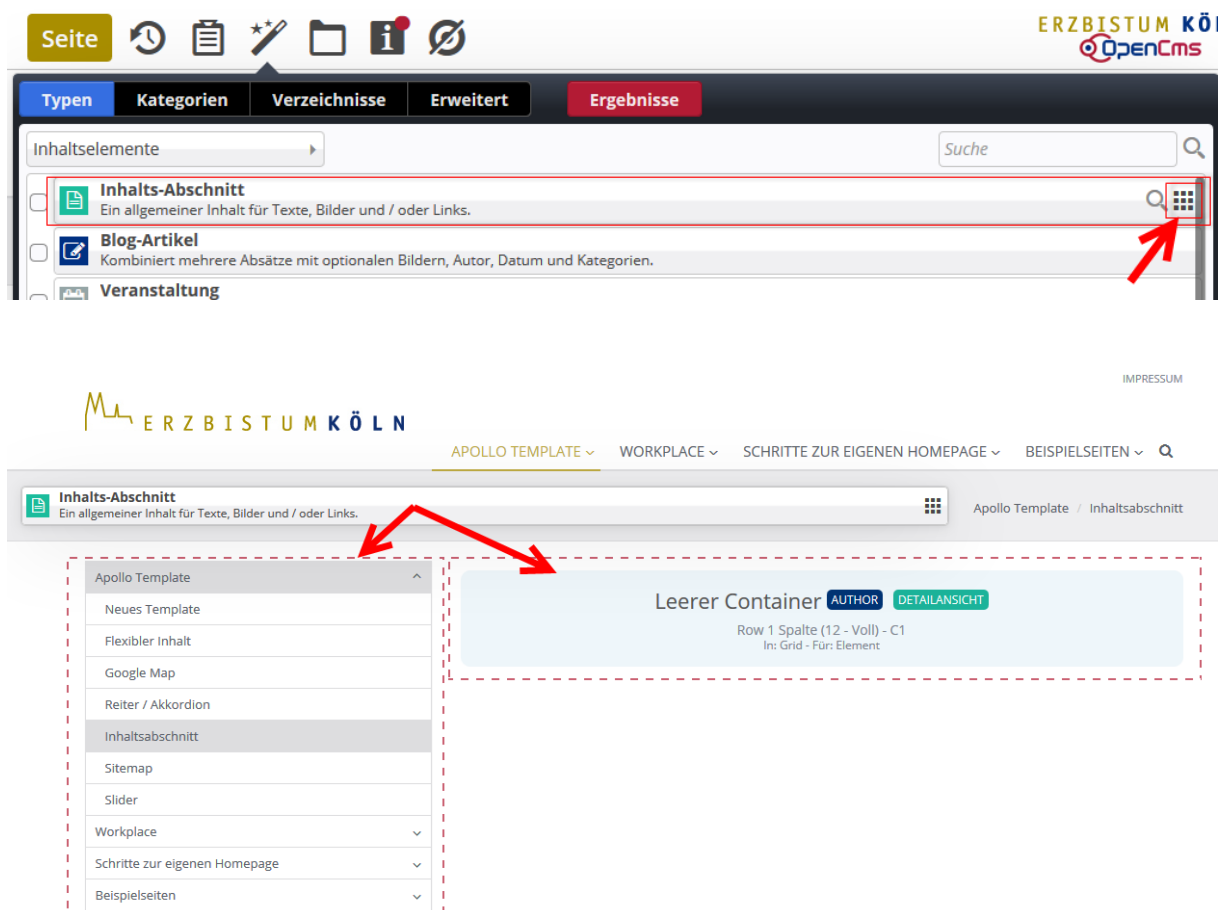 Seite
ERZBISTUM KÖ
OpenCms
Typen Kategorien Verzeichnisse Erweitert Ergebnisse
Inhaltselemente Suche
Inhalts-Abschnitt
Ein allgemeiner Inhalt für Texte, Bilder und / oder Links.
Blog-Artikel
Kombiniert mehrere Absätze mit optionalen Bildern, Autor, Datum und Kategorien.
Veranstaltung
IMPRESSUM
ERZBISTUMKÖLN
APOLLO TEMPLATE WORKPLACE SCHRITTE ZUR EIGENEN HOMEPAGE BEISPIELSEITEN
Inhalts-Abschnitt
Ein allgemeiner Inhalt für Texte, Bilder und / oder Links.
Apollo Template / Inhaltsabschnitt
Apollo Template
Neues Template
Flexibler Inhalt
Google Map
Reiter / Akkordion
Inhaltsabschnitt
Sitemap
Slider
Workplace
Schritte zur eigenen Homepage
Beispielseiten
Leerer Container AUTHOR DETAILANSICHT
Row 1 Spalte (12 - Voll) - C1
In: Grid - Für: Element